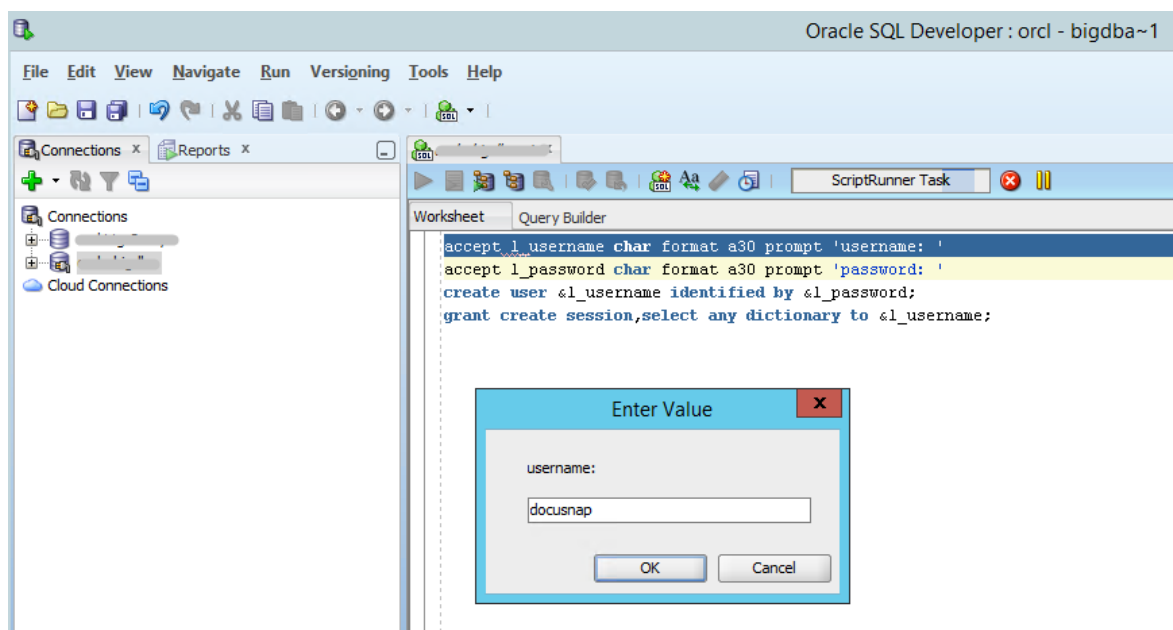 Oracle SQL Developer : orcl - bigdba~1
File Edit View Navigate Run Versioning Tools Help
Connections x Reports x
SQL
ScriptRunner Task
Connections
Cloud Connections
Worksheet Query Builder
accept l_username char format a30 prompt 'username: '
accept l_password char format a30 prompt 'password: '
create user &l_username identified by &l_password;
grant create session,select any dictionary to &l_username;
Enter Value
x
username:
docusnap
OK Cancel